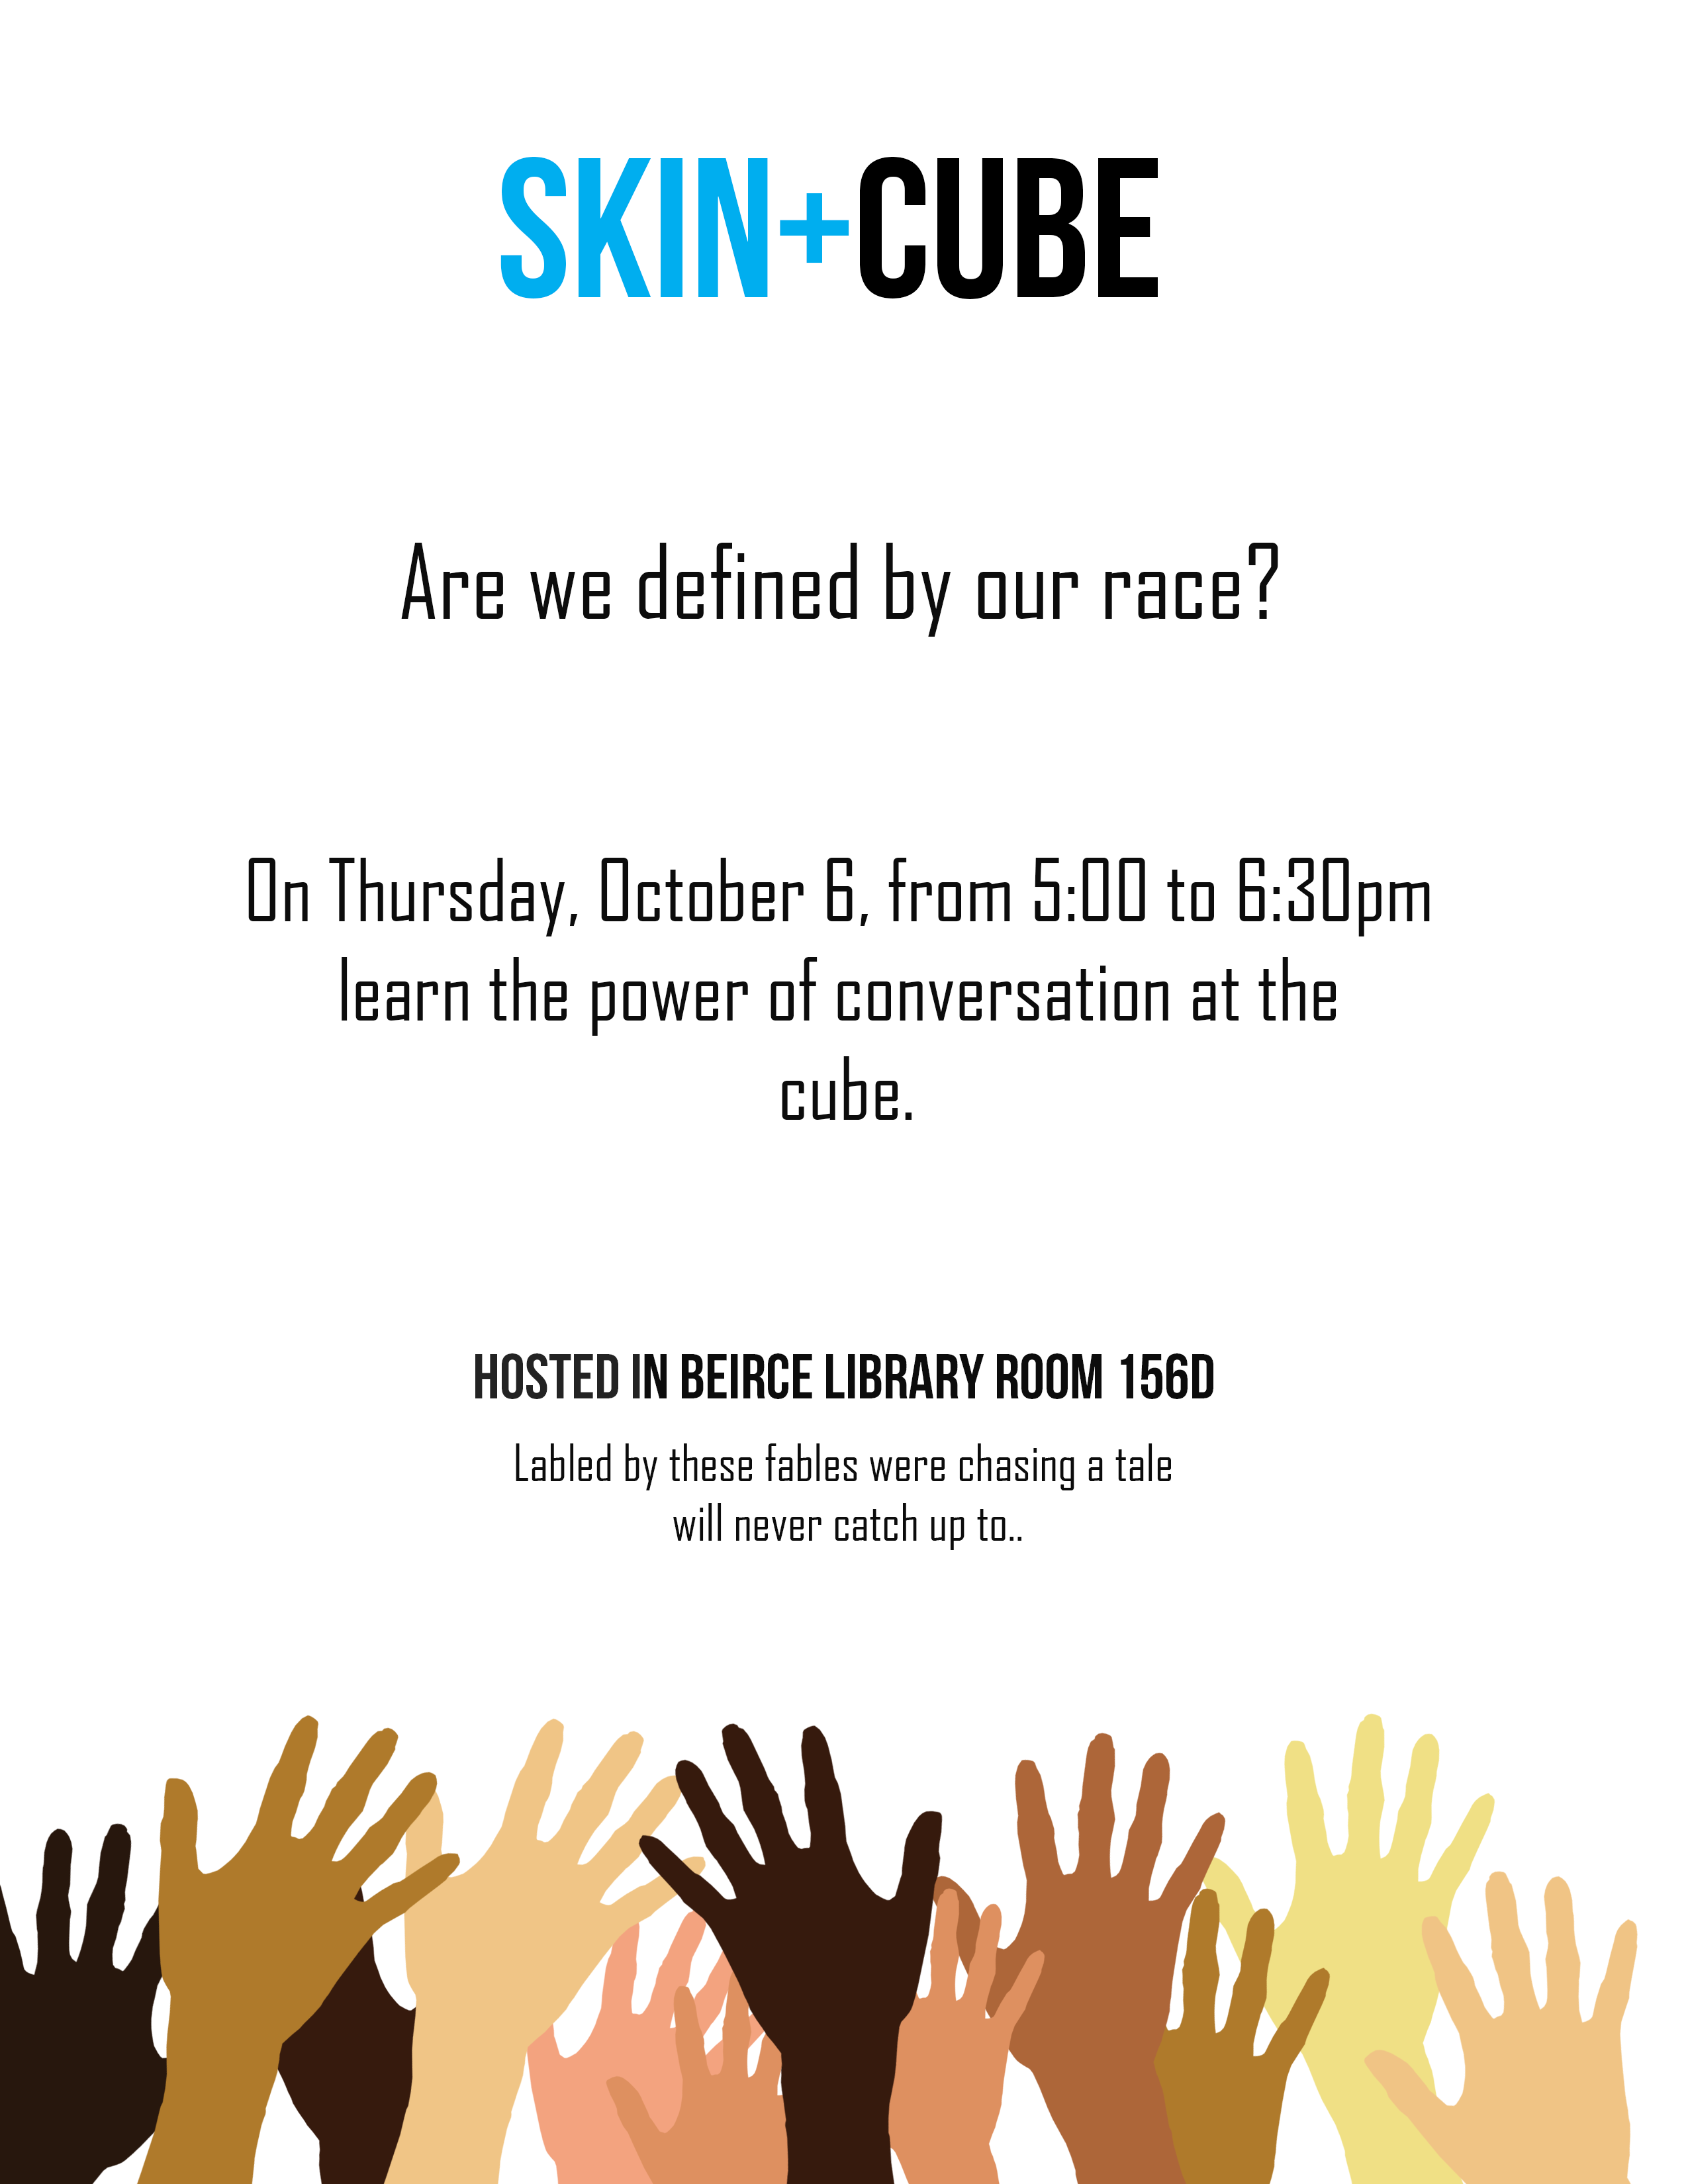 SKIN+CUBE
Are we defined by our race?
On Thursday, October 6, from 5:00 to 6:30pm
learn the power of conversation at the
cube.
HOSTED IN BEIRCE LIBRARY ROOM 156D
Labled by these fables were chasing a tale
will never catch up to..